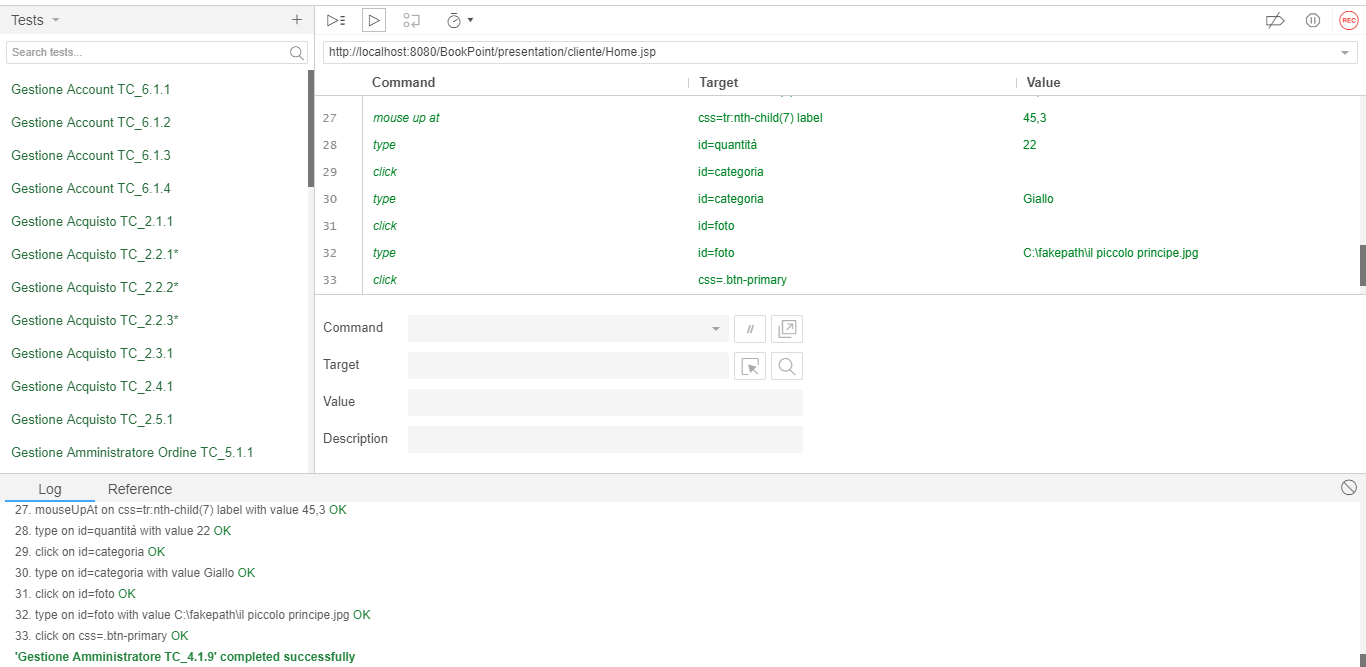 Tests
Search tests...
Gestione Account TC_6.1.1
Gestione Account TC_6.1.2
Gestione Account TC_6.1.3
Gestione Account TC_6.1.4
Gestione Acquisto TC_2.1.1
Gestione Acquisto TC_2.2.1*
Gestione Acquisto TC_2.2.2*
Gestione Acquisto TC_2.2.3*
Gestione Acquisto TC_2.3.1
Gestione Acquisto TC_2.4.1
Gestione Acquisto TC_2.5.1
Gestione Amministratore Ordine TC_5.1.1
REC
http://localhost:8080/BookPoint/presentation/cliente/Home.jsp
Command Target Value
27 mouse up at css=tr:nth-child(7) label 45,3
28 type id=quantità 22
29 click id=categoria
30 type id=categoria Giallo
31 click id=foto
32 type id=foto C:\fakepath\il piccolo principe.jpg
33 click css=.btn-primary
Command //
Target
Value
Description
Log Reference
27. mouseUpAt on css=tr:nth-child(7) label with value 45,3 OK
28. type on id=quantità with value 22 OK
29. click on id=categoria OK
30. type on id=categoria with value Giallo OK
31. click on id=foto OK
32. type on id=foto with value C:\fakepath\il piccolo principe.jpg OK
33. click on css=.btn-primary OK
'Gestione Amministratore TC_4.1.9' completed successfully